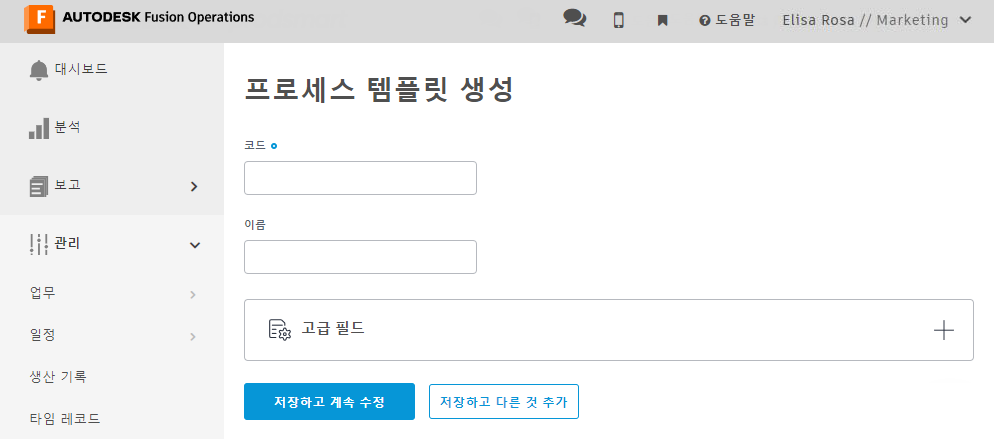 F AUTODESK Fusion Operations
도움말
Elisa Rosa // Marketing
대시보드
분석
보고
관리
업무
일정
생산 기록
타임 레코드
프로세스 템플릿 생성
코드
이름
고급 필드
저장하고 계속 수정
저장하고 다른 것 추가